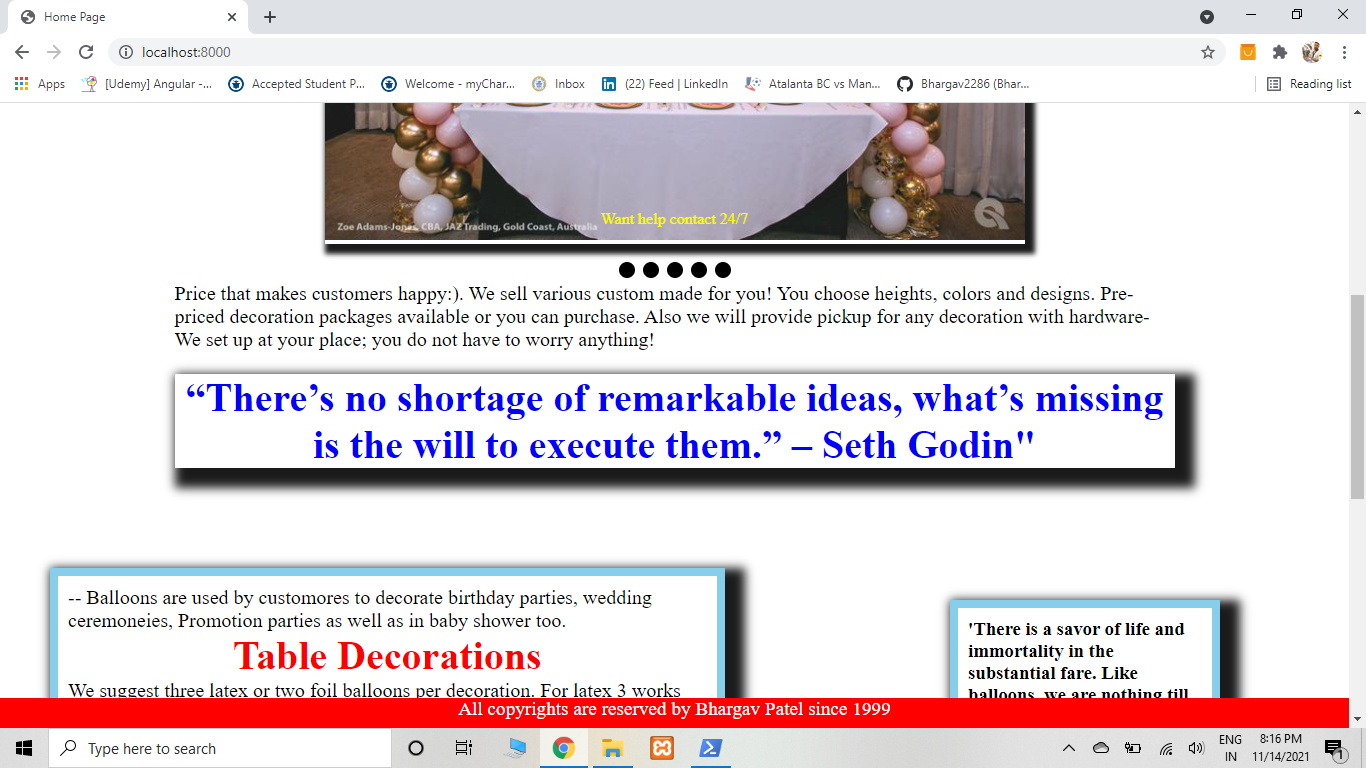 Home Page
localhost:8000
Apps
[Udemy] Angular -...
Accepted Student P...
Welcome - myChar...
Inbox
(22) Feed | LinkedIn
Atalanta BC vs Man...
Bhargav2286 (Bhar...
Reading list
Want help contact 24/7
Zoe Adams-Jones, CBA, JAZ Trading, Gold Coast, Australia
Price that makes customers happy:). We sell various custom made for you! You choose heights, colors and designs. Pre-
priced decoration packages available or you can purchase. Also we will provide pickup for any decoration with hardware-
We set up at your place; you do not have to worry anything!
“There’s no shortage of remarkable ideas, what’s missing
is the will to execute them.” – Seth Godin"
-- Balloons are used by customores to decorate birthday parties, wedding
ceremoneies, Promotion parties as well as in baby shower too.
Table Decorations
We suggest three latex or two foil balloons per decoration. For latex 3 works
'There is a savor of life and
immortality in the
substantial fare. Like
balloons, we are nothing till
All copyrights are reserved by Bhargav Patel since 1999
Type here to search
ENG
IN
8:16 PM
11/14/2021
1